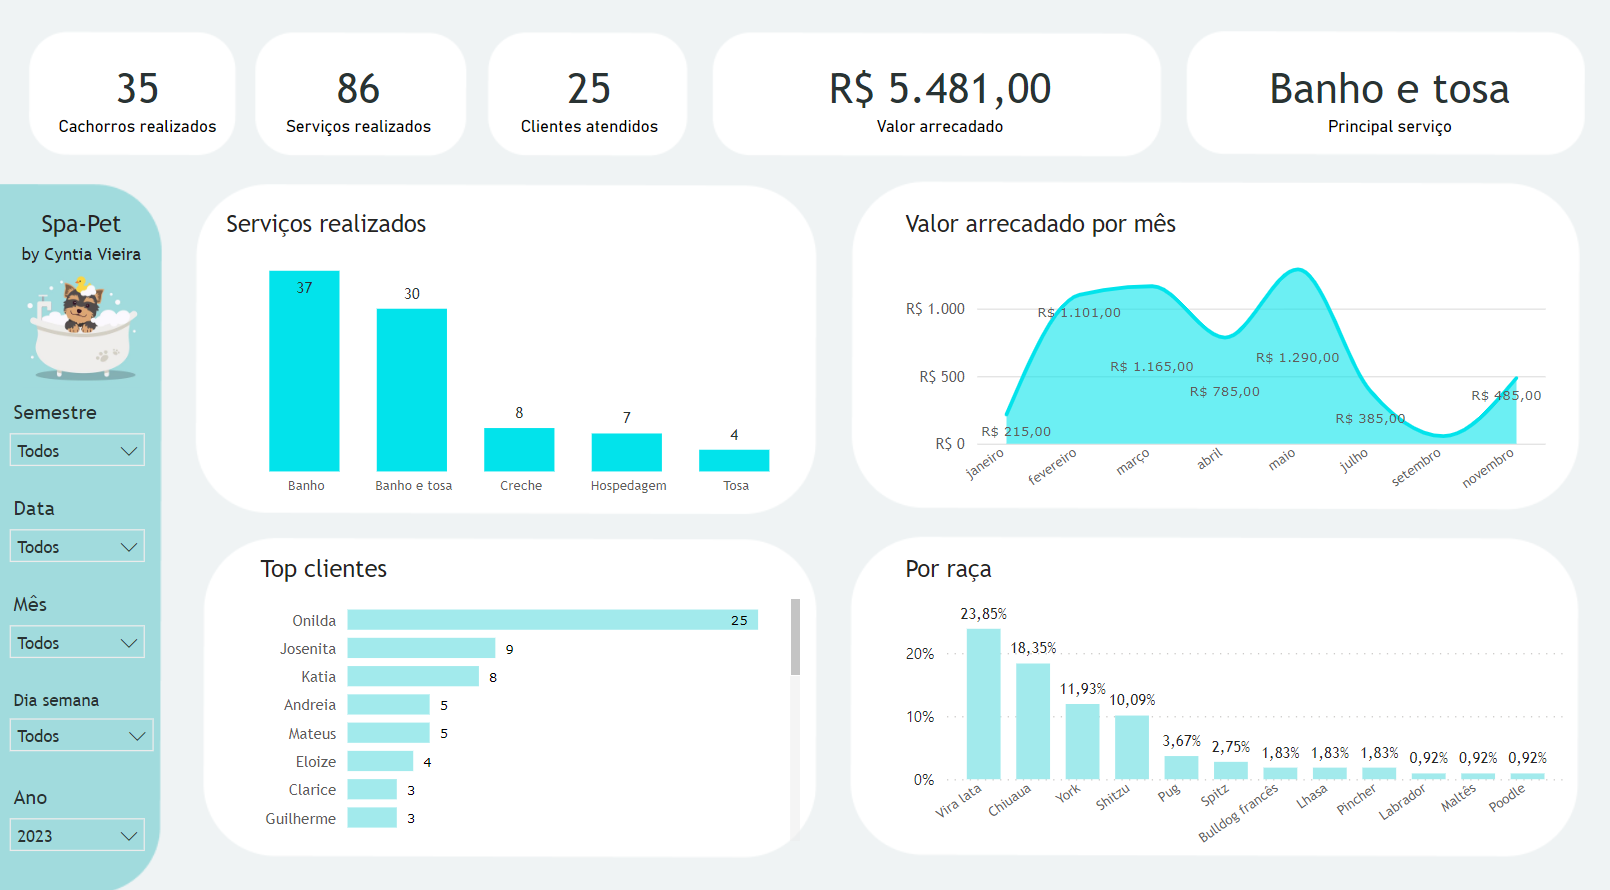 35
Cachorros realizados
86
Serviços realizados
25
Clientes atendidos
R$ 5.481,00
Valor arrecadado
Banho e tosa
Principal serviço
Spa-Pet
by Cyntia Vieira
Semestre
Todos
Data
Todos
Mês
Todos
Dia semana
Todos
Ano
2023
Serviços realizados
37
30
8
7
4
Banho
Banho e tosa
Creche
Hospedagem
Tosa
Valor arrecadado por mês
R$ 1.000
R$ 500
R$ 0
R$ 215,00
R$ 1.101,00
R$ 1.165,00
R$ 785,00
R$ 1.290,00
R$ 385,00
R$ 485,00
janeiro
fevereiro
março
abril
maio
julho
setembro
novembro
Top clientes
Onilda 25
Josenita 9
Katia 8
Andreia 5
Mateus 5
Eloize 4
Clarice 3
Guilherme 3
Por raça
20%
10%
0%
23,85%
18,35%
11,93%
10,09%
3,67%
2,75%
1,83%
1,83%
1,83%
0,92%
0,92%
0,92%
Vira lata
Chiuaua
York
Shitzu
Pug
Spitz
Bulldog francês
Lhasa
Pincher
Labrador
Maltês
Poodle